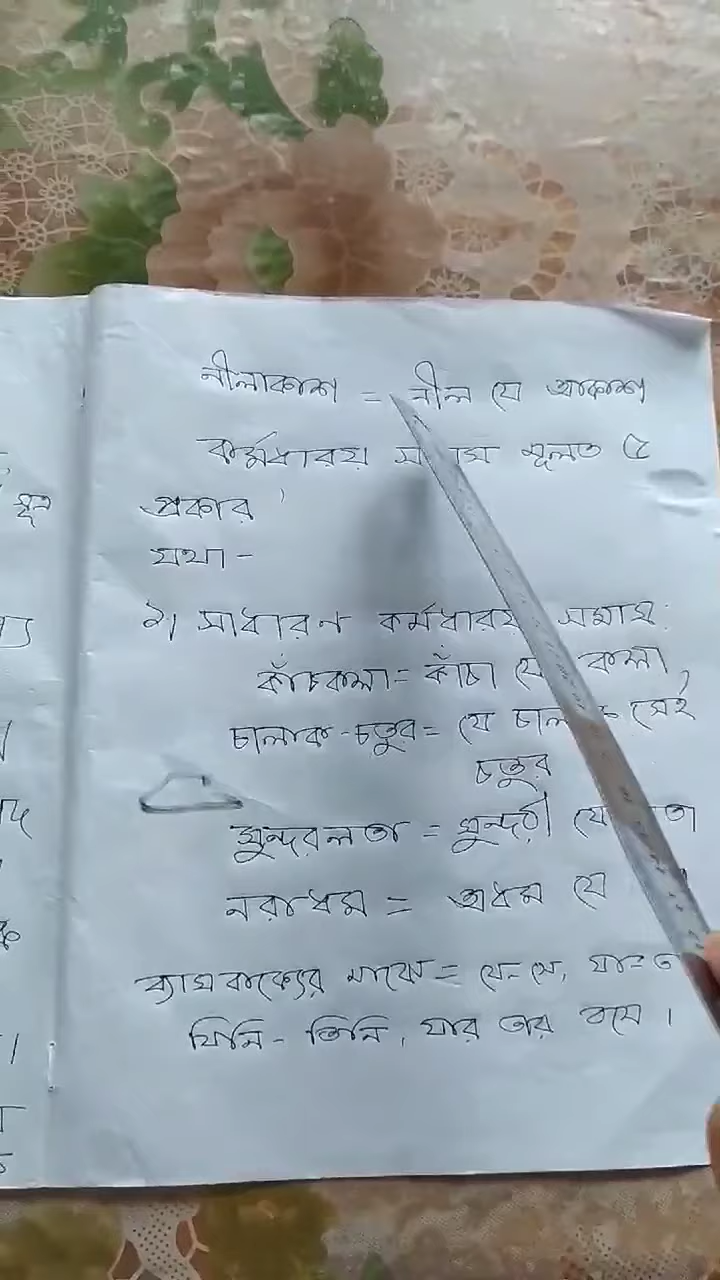 নীলাকাশ = নীল যে আকাশ
কর্মধারয় সমাস মূলত ৫
প্রকার
যথা-
১। সাধারণ কর্মধারয় সমাস:
কাঁচকলা = কাঁচা যে কলা,
চালাক-চতুর = যে চালাক সেই
চতুর
সুন্দরলতা = সুন্দরী যে লতা
নরাধম = অধম যে
ব্যাসবাক্যের মাঝে = যে-সে, যা-ত
যিনি - তিনি, যার তার বসে।